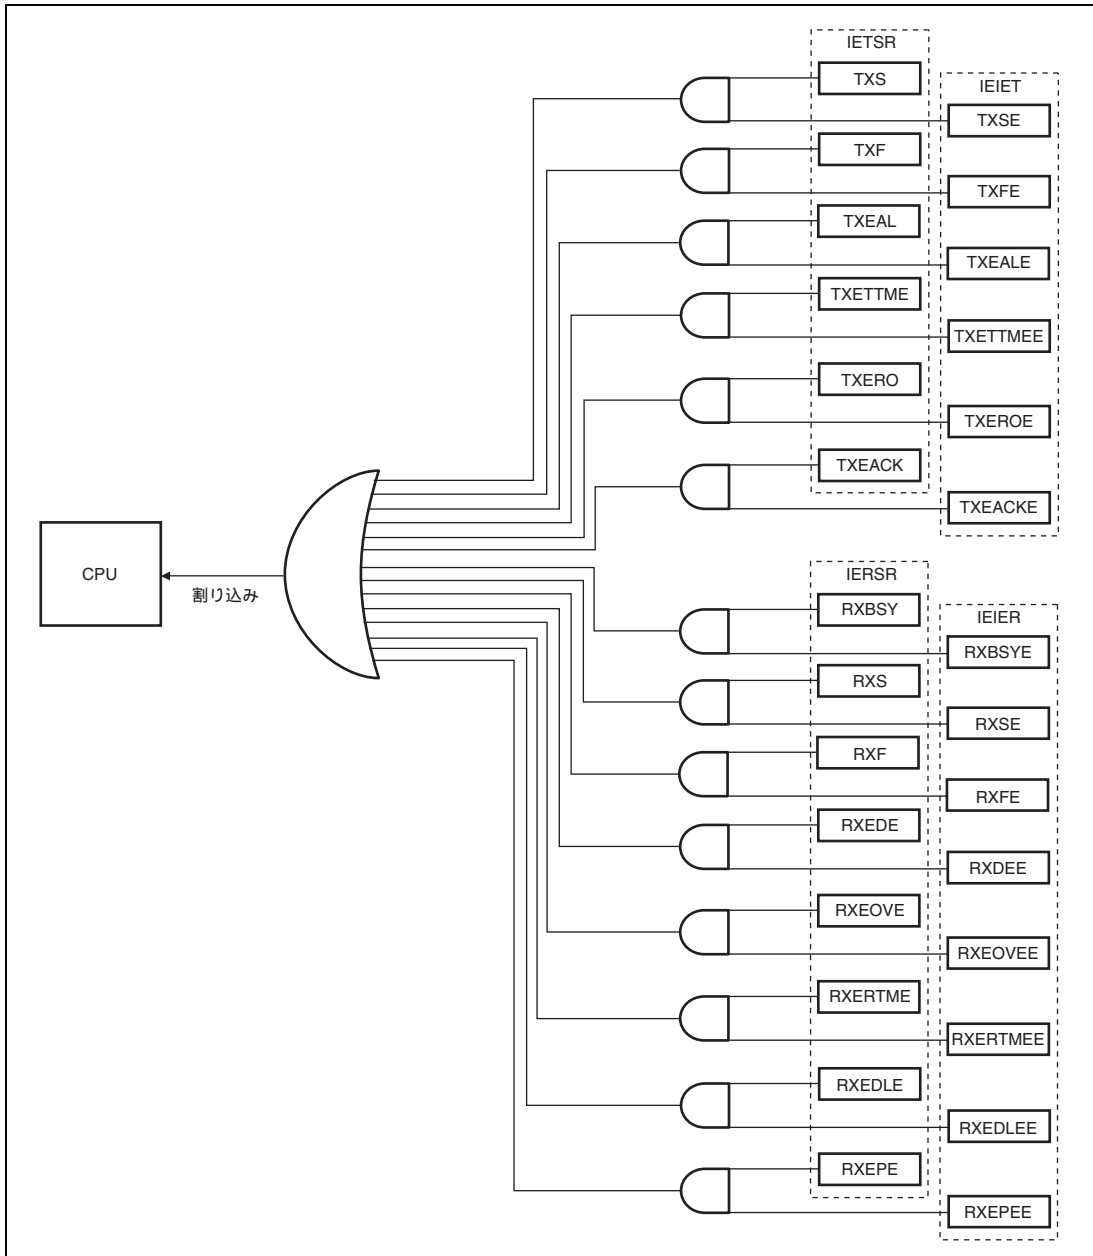 IETSR
TXS
IEIET
TXSE
TXF
TXFE
TXEAL
TXEALE
TXETTME
TXETTMEE
TXERO
TXEROE
TXEACK
TXEACKE
CPU
割り込み
IERSR
RXBSY
IEIER
RXBSYE
RXS
RXSE
RXF
RXFE
RXEDE
RXDEE
RXEOVE
RXEOVEE
RXERTME
RXERTMEE
RXEDLE
RXEDLEE
RXEPE
RXEPEE